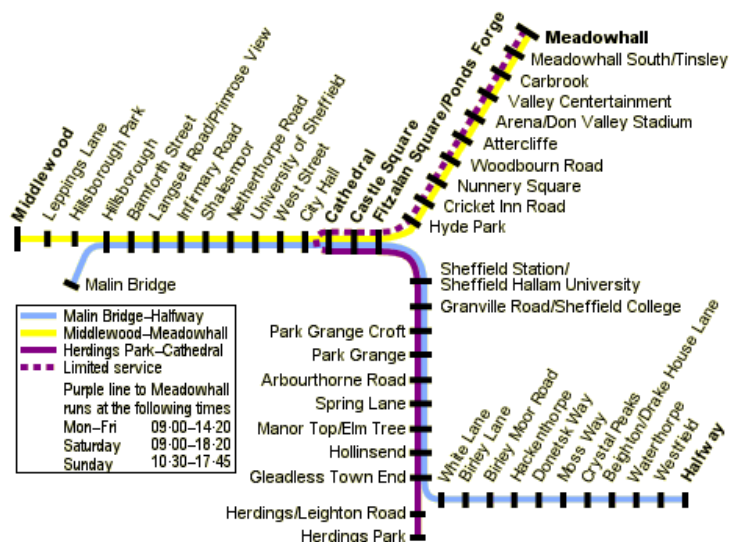 Middlewood
Leppings Lane
Hillsborough Park
Hillsborough
Bamforth Street
Langsett Road/Primrose View
Infirmary Road
Shalesmoor
Netherthorpe Road
University of Sheffield
West Street
City Hall
Cathedral
Castle Square
Fitzalan Square/Ponds Forge
Meadowhall
Meadowhall South/Tinsley
Carbrook
Valley Centertainment
Arena/Don Valley Stadium
Attercliffe
Woodbourn Road
Nunnery Square
Cricket Inn Road
Hyde Park
Malin Bridge
Sheffield Station/
Sheffield Hallam University
Granville Road/Sheffield College
Park Grange Croft
Park Grange
Arbourthorne Road
Spring Lane
Manor Top/Elm Tree
Hollinsend
Gleadless Town End
Herdings/Leighton Road
Herdings Park
White Lane
Birley Lane
Birley Moor Road
Hackenthorpe
Donetsk Way
Moss Way
Crystal Peaks
Beighton/Drake House Lane
Waterthorpe
Westfield
Halfway
Malin Bridge–Halfway
Middlewood–Meadowhall
Herdings Park–Cathedral
Limited service
Purple line to Meadowhall
runs at the following times
Mon–Fri 09·00–14·20
Saturday 09·00–18·20
Sunday 10·30–17·45